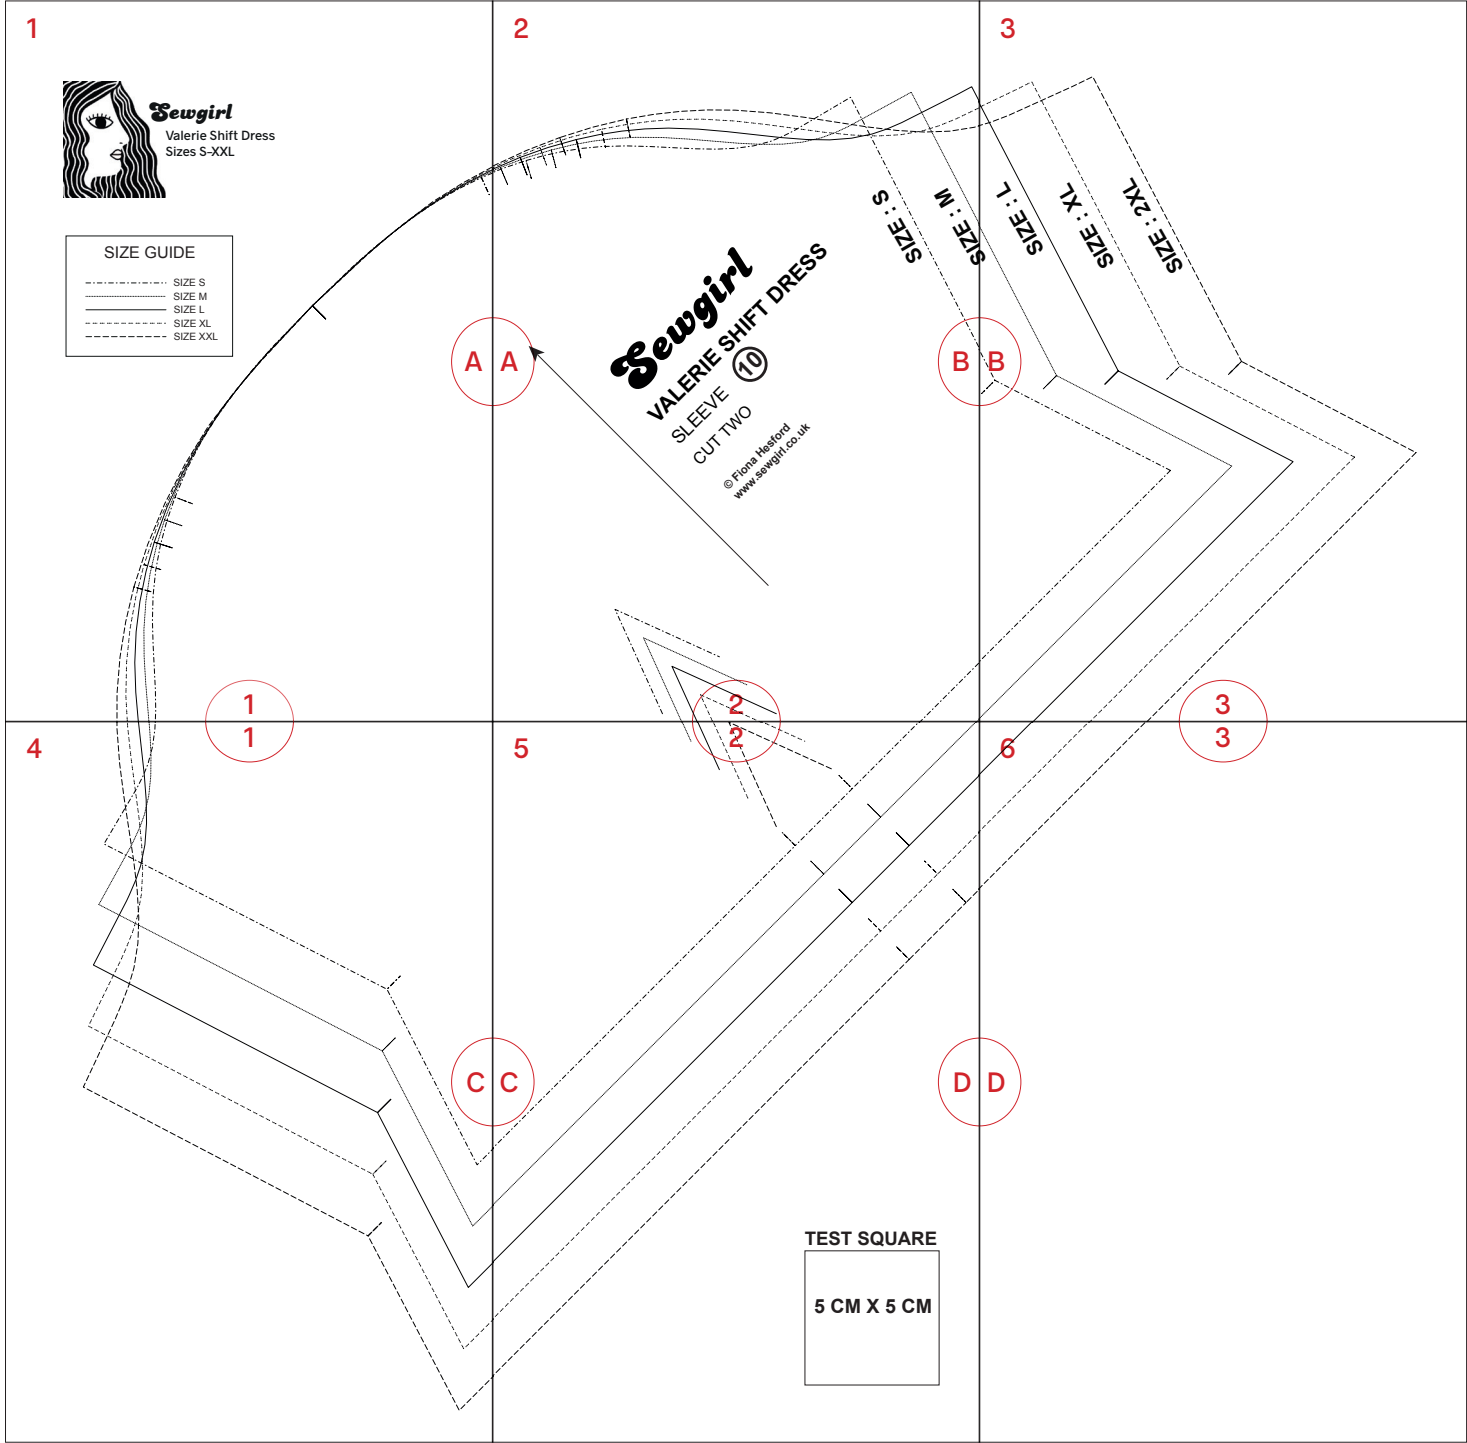 1
2
3
Sewgirl
Valerie Shift Dress
Sizes S-XXL
SIZE GUIDE
SIZE S
SIZE M
SIZE L
SIZE XL
SIZE XXL
SIZE : S
SIZE : M
SIZE : L
SIZE : XL
SIZE : 2XL
Sewgirl
VALERIE SHIFT DRESS
10
SLEEVE
CUT TWO
© Fiona Hesford
www.sewgirl.co.uk
A A
B B
1
1
2
2
3
3
4
5
6
C C
D D
TEST SQUARE
5 CM X 5 CM